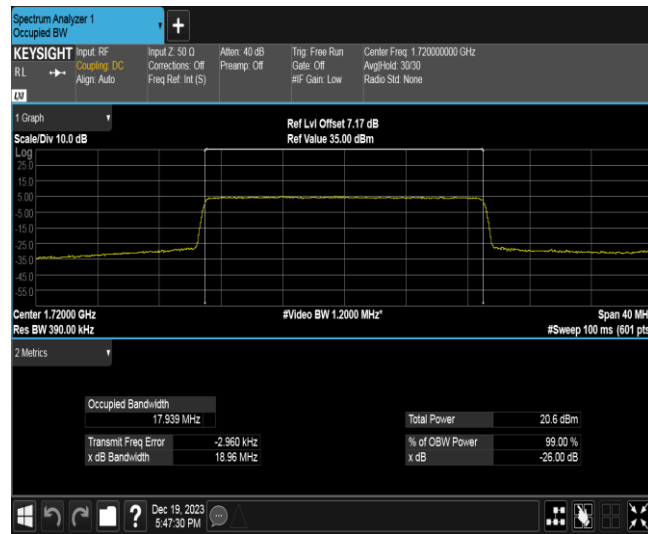 Spectrum Analyzer 1
Occupied BW
+
KEYSIGHT
RL
LXI
Input: RF
Coupling: DC
Align: Auto
Input Z: 50 Ω
Corrections: Off
Freq Ref: Int (S)
Atten: 40 dB
Preamp: Off
Trig: Free Run
Gate: Off
#IF Gain: Low
Center Freq: 1.720000000 GHz
Avg|Hold: 30/30
Radio Std: None
1 Graph
Scale/Div 10.0 dB
Ref Lvl Offset 7.17 dB
Ref Value 35.00 dBm
Log
25.0
15.0
5.00
-5.00
-15.0
-25.0
-35.0
-45.0
-55.0
Center 1.72000 GHz
Res BW 390.00 kHz
#Video BW 1.2000 MHz*
Span 40 MH
#Sweep 100 ms (601 pts
2 Metrics
Occupied Bandwidth
17.939 MHz
Transmit Freq Error -2.960 kHz
x dB Bandwidth 18.96 MHz
Total Power 20.6 dBm
% of OBW Power 99.00 %
x dB -26.00 dB
?
Dec 19, 2023
5:47:30 PM